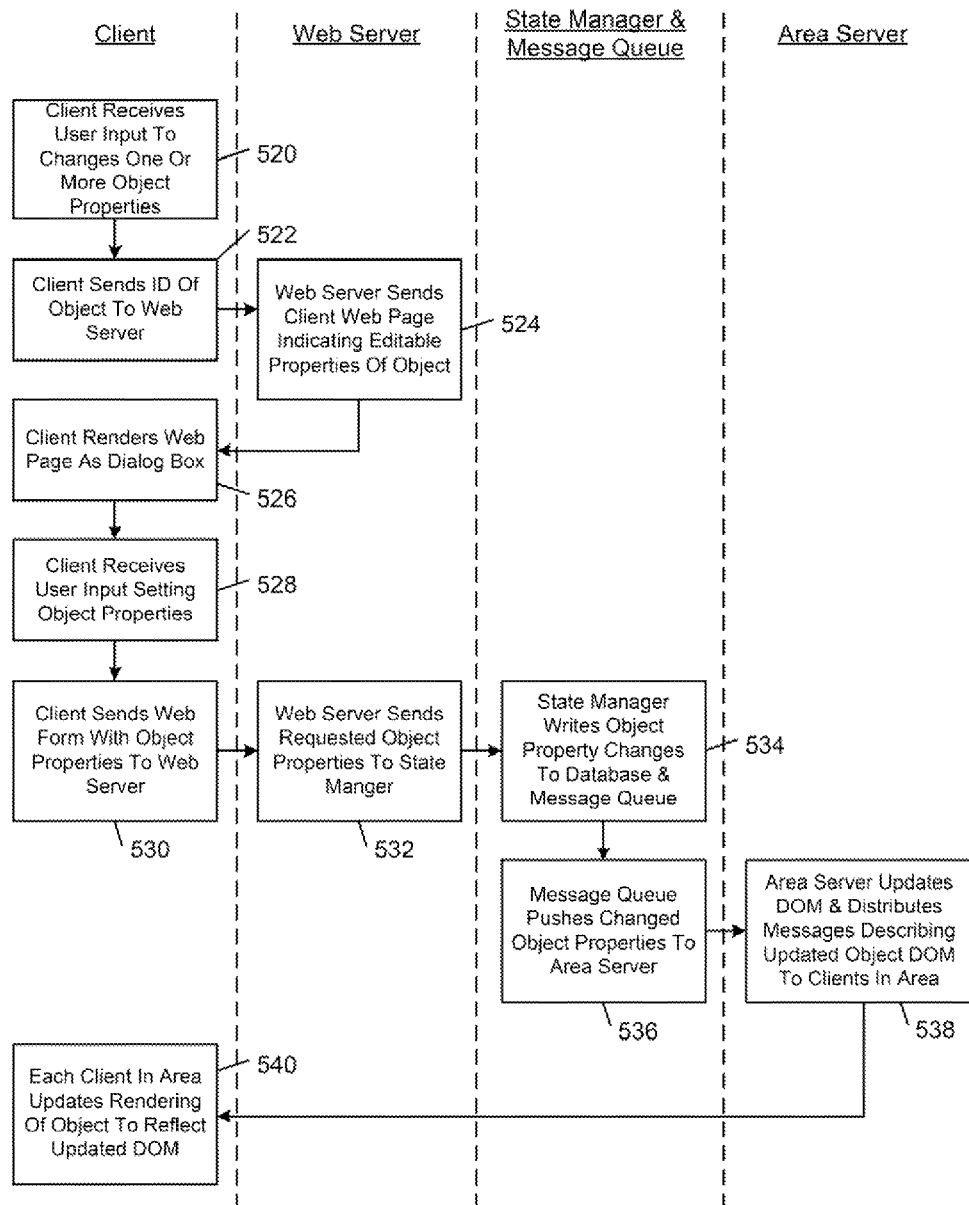 Client
Web Server
State Manager &
Message Queue
Area Server
Client Receives
User Input To
Changes One Or
More Object
Properties
520
522
Client Sends ID Of
Object To Web
Server
Web Server Sends
Client Web Page
Indicating Editable
Properties Of Object
524
Client Renders Web
Page As Dialog Box
526
Client Receives
User Input Setting
Object Properties
528
Client Sends Web
Form With Object
Properties To Web
Server
530
Web Server Sends
Requested Object
Properties To State
Manger
532
State Manager
Writes Object
Property Changes
To Database &
Message Queue
534
Message Queue
Pushes Changed
Object Properties To
Area Server
536
Area Server Updates
DOM & Distributes
Messages Describing
Updated Object DOM
To Clients In Area
538
540
Each Client In Area
Updates Rendering
Of Object To Reflect
Updated DOM